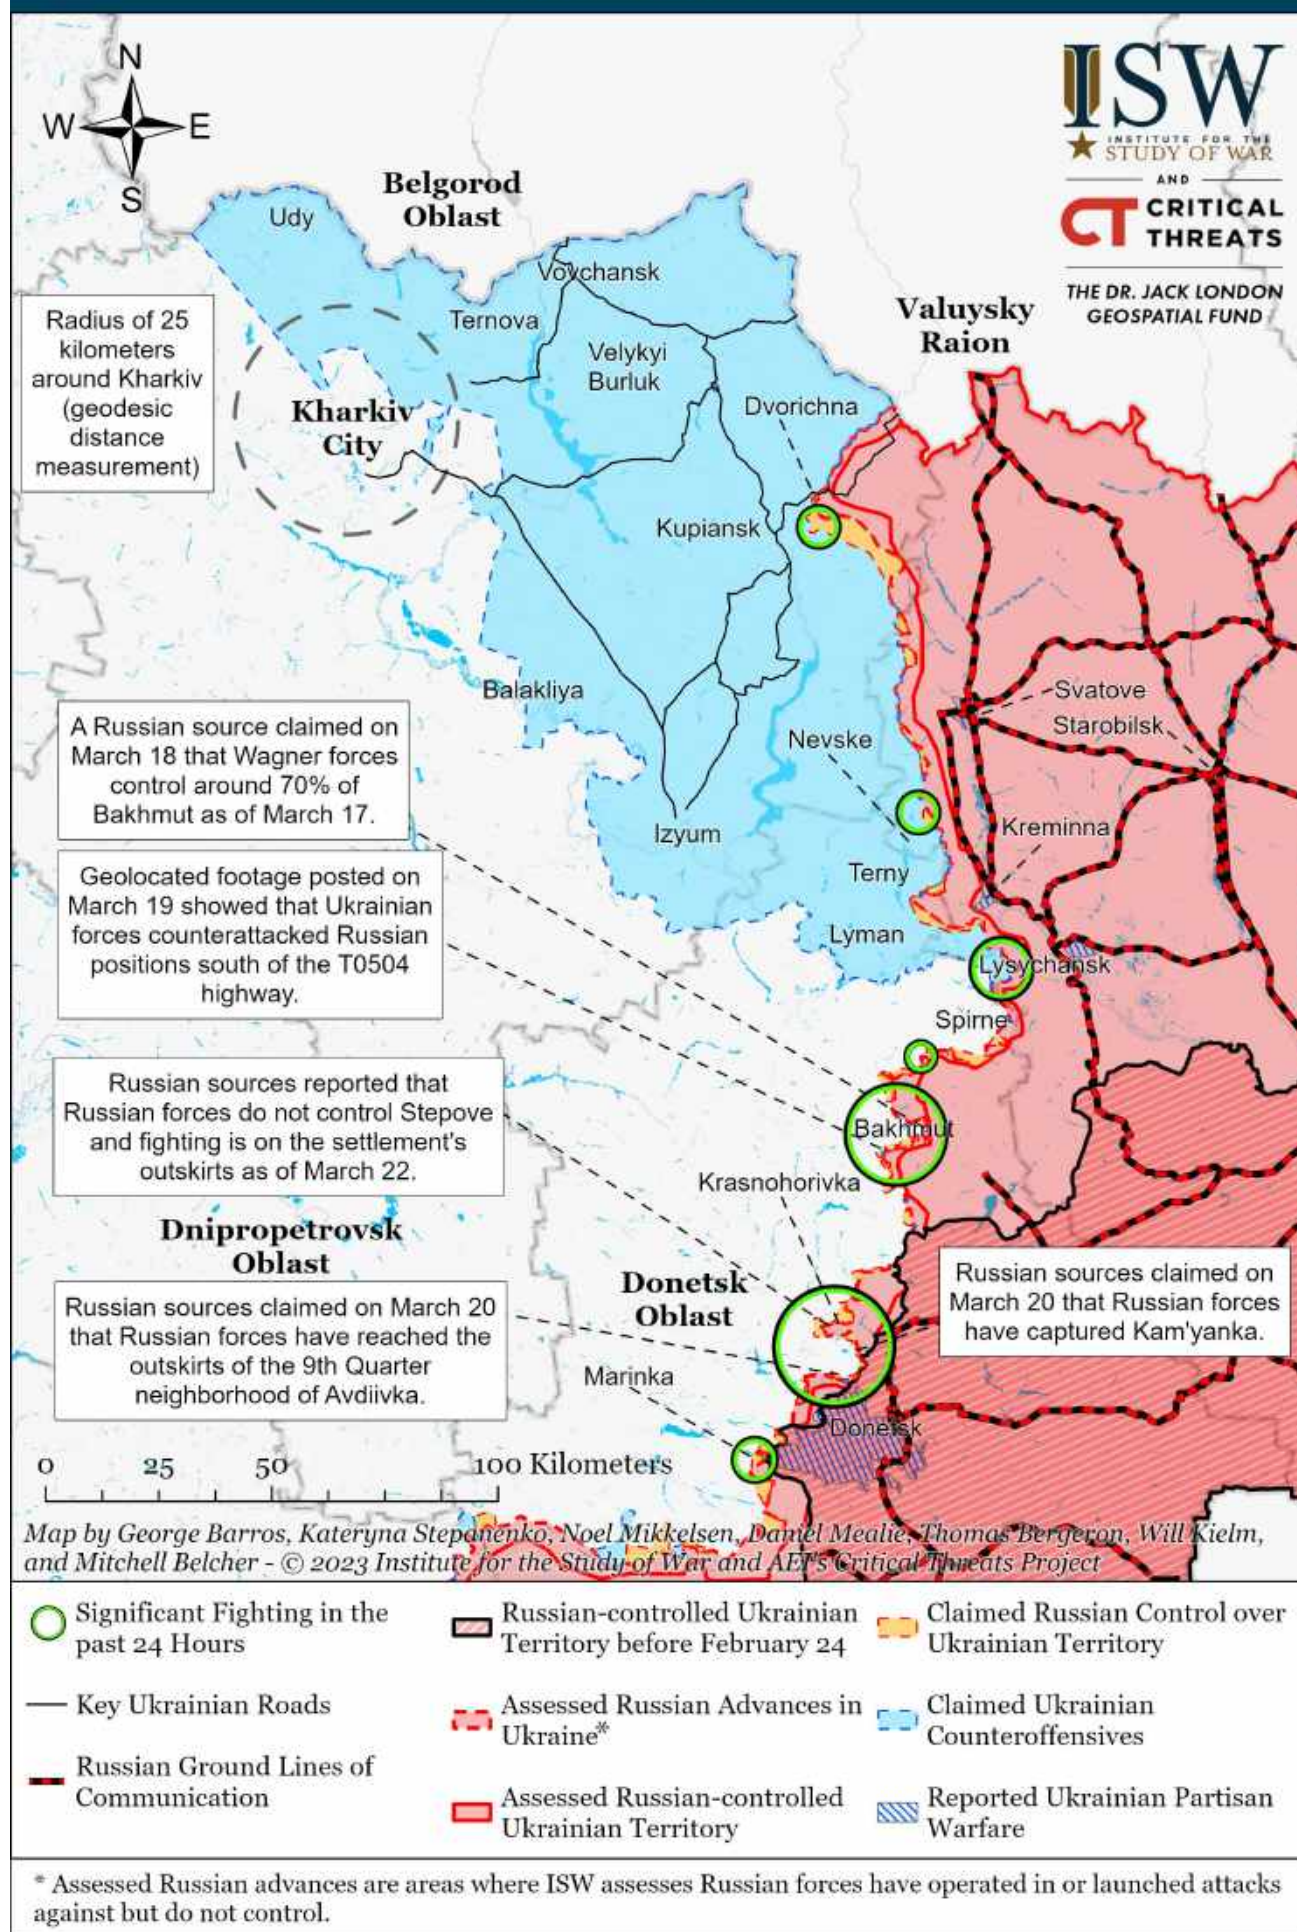 N
W
E
S
ISW
INSTITUTE FOR THE
STUDY OF WAR
AND
CT CRITICAL
THREATS
THE DR. JACK LONDON
GEOSPATIAL FUND
Belgorod
Oblast
Udy
Vovchansk
Ternova
Valuysky
Raion
Radius of 25
kilometers
around Kharkiv
(geodesic
distance
measurement)
Velykyi
Burluk
Kharkiv
City
Dvorichna
Kupiansk
Balakliya
Svatove
Starobilsk
Nevske
A Russian source claimed on
March 18 that Wagner forces
control around 70% of
Bakhmut as of March 17.
Izyum
Kreminna
Terny
Geolocated footage posted on
March 19 showed that Ukrainian
forces counterattacked Russian
positions south of the T0504
highway.
Lyman
Lysychansk
Spirne
Russian sources reported that
Russian forces do not control Stepove
and fighting is on the settlement's
outskirts as of March 22.
Bakhmut
Krasnohorivka
Dnipropetrovsk
Oblast
Donetsk
Oblast
Russian sources claimed on
March 20 that Russian forces
have captured Kam'yanka.
Russian sources claimed on March 20
that Russian forces have reached the
outskirts of the 9th Quarter
neighborhood of Avdiivka.
Marinka
Donetsk
0 25 50 100 Kilometers
Map by George Barros, Kateryna Stepanenko, Noel Mikkelsen, Daniel Mealie, Thomas Bergeron, Will Kielm,
and Mitchell Belcher - © 2023 Institute for the Study of War and AEI's Critical Threats Project
Significant Fighting in the
past 24 Hours
Key Ukrainian Roads
Russian Ground Lines of
Communication
Russian-controlled Ukrainian
Territory before February 24
Assessed Russian Advances in
Ukraine*
Assessed Russian-controlled
Ukrainian Territory
Claimed Russian Control over
Ukrainian Territory
Claimed Ukrainian
Counteroffensives
Reported Ukrainian Partisan
Warfare
* Assessed Russian advances are areas where ISW assesses Russian forces have operated in or launched attacks
against but do not control.